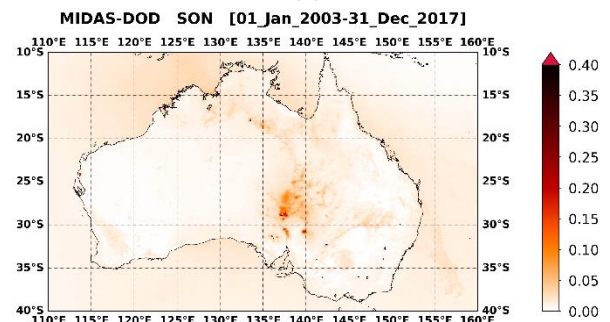 MIDAS-DOD SON [01_Jan_2003-31_Dec_2017]
110°E 115°E 120°E 125°E 130°E 135°E 140°E 145°E 150°E 155°E 160°E
10°S 10°S
15°S 15°S
20°S 20°S
25°S 25°S
30°S 30°S
35°S 35°S
40°S 40°S
110°E 115°E 120°E 125°E 130°E 135°E 140°E 145°E 150°E 155°E 160°E
0.40
0.35
0.30
0.25
0.20
0.15
0.10
0.05
0.00